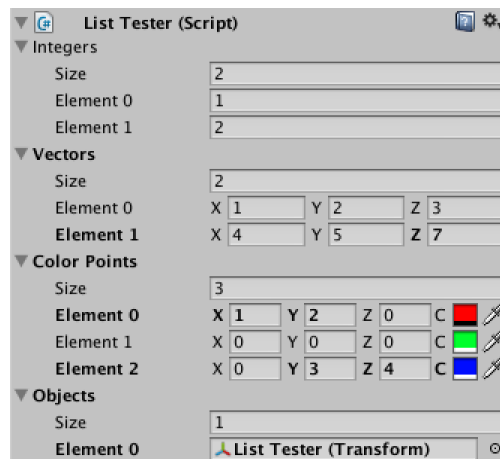 C# List Tester (Script)
Integers
Size 2
Element 0 1
Element 1 2
Vectors
Size 2
Element 0 X 1 Y 2 Z 3
Element 1 X 4 Y 5 Z 7
Color Points
Size 3
Element 0 X 1 Y 2 Z 0 C
Element 1 X 0 Y 0 Z 0 C
Element 2 X 0 Y 3 Z 4 C
Objects
Size 1
Element 0 List Tester (Transform)